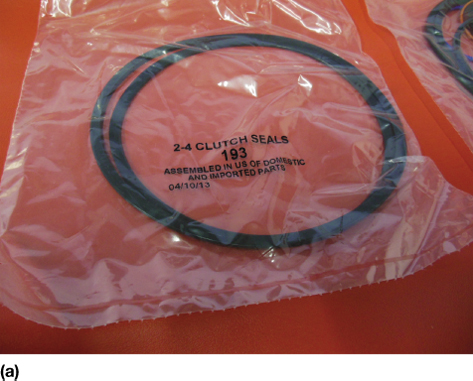 2-4 CLUTCH SEALS
193
ASSEMBLED IN US OF DOMESTIC
AND IMPORTED PARTS
04/10/13
(a)